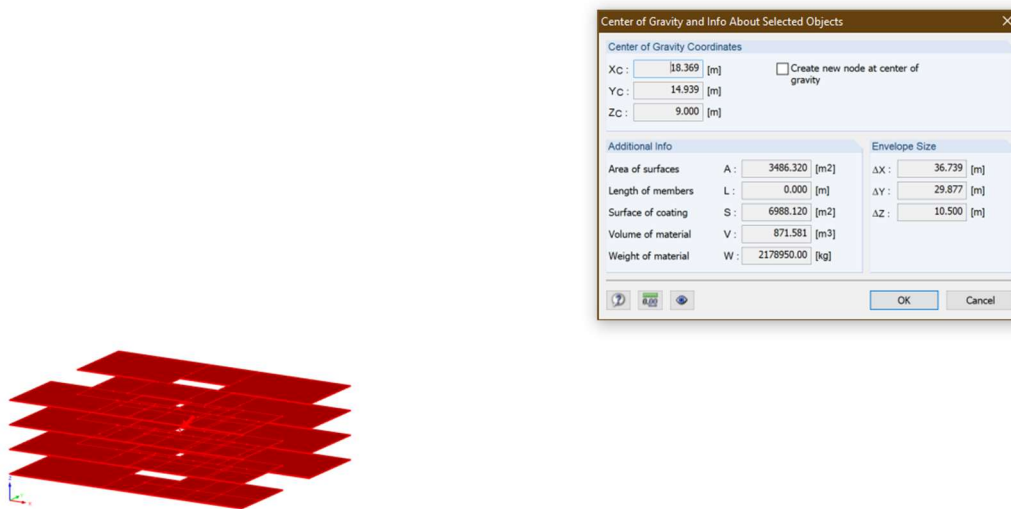 Center of Gravity and Info About Selected Objects
Center of Gravity Coordinates
XC : 18.369 [m]
Create new node at center of
gravity
YC : 14.939 [m]
ZC : 9.000 [m]
Additional Info
Area of surfaces A : 3486.320 [m2]
Length of members L : 0.000 [m]
Surface of coating S : 6988.120 [m2]
Volume of material V : 871.581 [m3]
Weight of material W : 2178950.00 [kg]
Envelope Size
ΔX : 36.739 [m]
ΔY : 29.877 [m]
ΔZ : 10.500 [m]
0,00
OK Cancel
Z
X